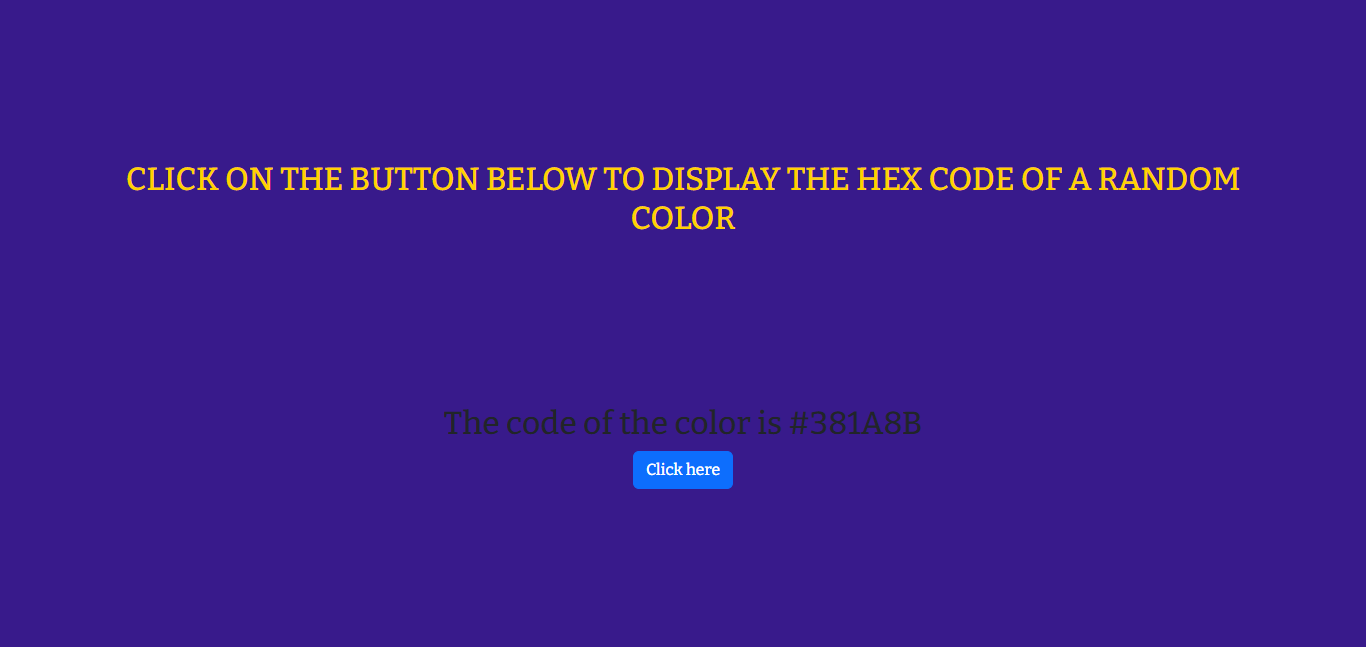 CLICK ON THE BUTTON BELOW TO DISPLAY THE HEX CODE OF A RANDOM
COLOR
The code of the color is #381A8B
Click here